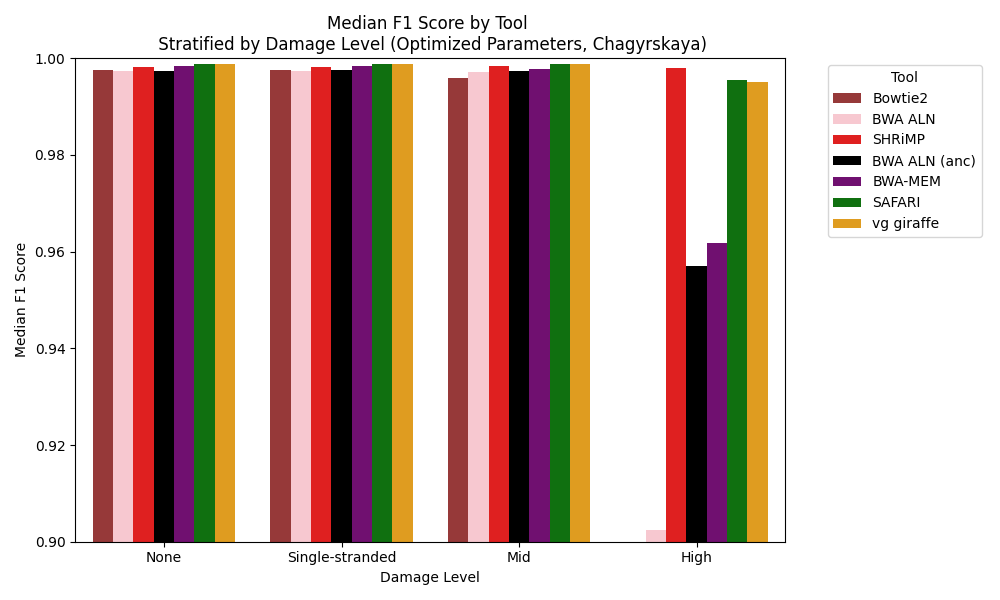 Median F1 Score by Tool
Stratified by Damage Level (Optimized Parameters, Chagyrskaya)
Median F1 Score
1.00
0.98
0.96
0.94
0.92
0.90
None
Single-stranded
Mid
High
Damage Level
Tool
Bowtie2
BWA ALN
SHRiMP
BWA ALN (anc)
BWA-MEM
SAFARI
vg giraffe